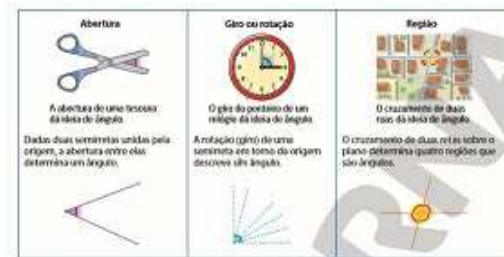 Abertura
A abertura de uma tesoura
dá ideia de ângulo.
Dadas duas semirretas unidas pela
origem, a abertura entre elas
determina um ângulo.
Giro ou rotação
O giro do ponteiro de um
relógio dá ideia de ângulo.
A rotação (giro) de uma
semirreta em torno da origem
descreve um ângulo.
Região
O cruzamento de duas
ruas dá ideia de ângulo.
O cruzamento de duas retas sobre o
plano determina quatro regiões que
são ângulos.